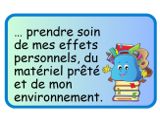 ... prendre soin
de mes effets
personnels, du
matériel prêté
et de mon
environnement.